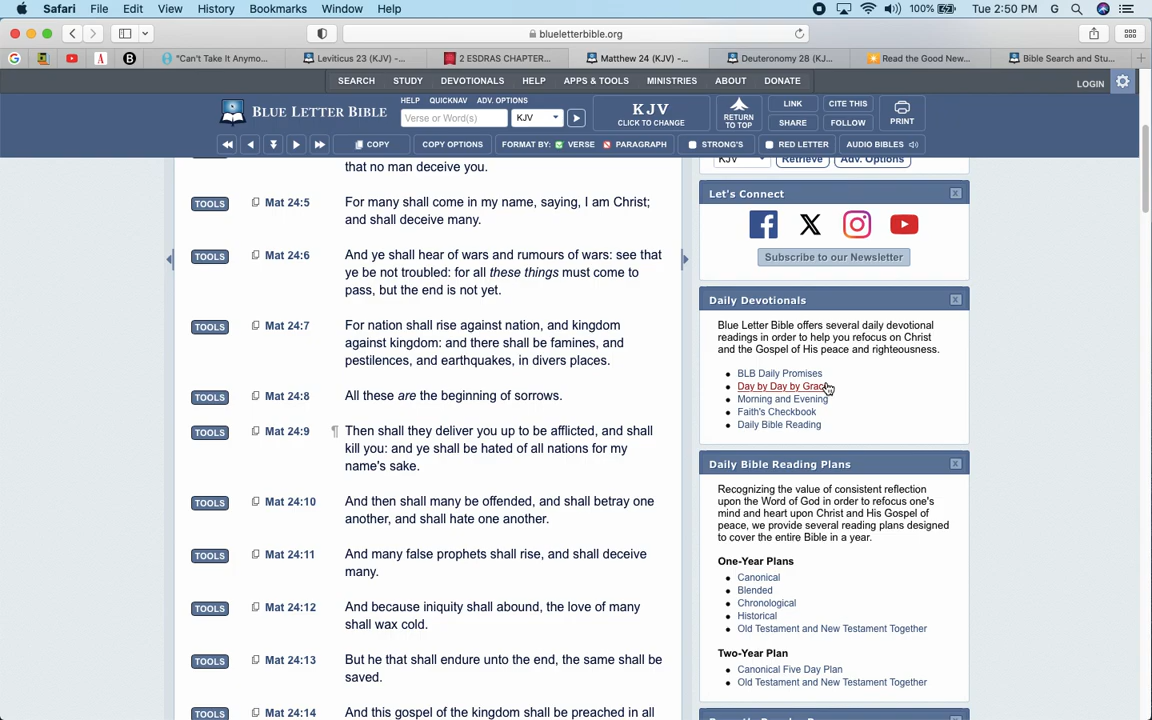 Safari File Edit View History Bookmarks Window Help 100% Tue 2:50 PM G
blueletterbible.org
"Can't Take It Anymo... Leviticus 23 (KJV) -... 2 ESDRAS CHAPTER... Matthew 24 (KJV) -... Deuteronomy 28 (KJ... Read the Good New... Bible Search and Stu...
SEARCH STUDY DEVOTIONALS HELP APPS & TOOLS MINISTRIES ABOUT DONATE LOGIN
BLUE LETTER BIBLE
HELP QUICKNAV ADV. OPTIONS
Verse or Word(s) KJV
KJV
CLICK TO CHANGE
RETURN
TO TOP
LINK CITE THIS
SHARE FOLLOW
PRINT
COPY COPY OPTIONS FORMAT BY: VERSE PARAGRAPH STRONG'S RED LETTER AUDIO BIBLES
that no man deceive you.
TOOLS Mat 24:5 For many shall come in my name, saying, I am Christ;
and shall deceive many.
TOOLS Mat 24:6 And ye shall hear of wars and rumours of wars: see that
ye be not troubled: for all these things must come to
pass, but the end is not yet.
TOOLS Mat 24:7 For nation shall rise against nation, and kingdom
against kingdom: and there shall be famines, and
pestilences, and earthquakes, in divers places.
TOOLS Mat 24:8 All these are the beginning of sorrows.
TOOLS Mat 24:9 ¶ Then shall they deliver you up to be afflicted, and shall
kill you: and ye shall be hated of all nations for my
name's sake.
TOOLS Mat 24:10 And then shall many be offended, and shall betray one
another, and shall hate one another.
TOOLS Mat 24:11 And many false prophets shall rise, and shall deceive
many.
TOOLS Mat 24:12 And because iniquity shall abound, the love of many
shall wax cold.
TOOLS Mat 24:13 But he that shall endure unto the end, the same shall be
saved.
TOOLS Mat 24:14 And this gospel of the kingdom shall be preached in all
KJV Retrieve Adv. Options
Let's Connect
Subscribe to our Newsletter
Daily Devotionals
Blue Letter Bible offers several daily devotional
readings in order to help you refocus on Christ
and the Gospel of His peace and righteousness.
BLB Daily Promises
Day by Day by Grace
Morning and Evening
Faith's Checkbook
Daily Bible Reading
Daily Bible Reading Plans
Recognizing the value of consistent reflection
upon the Word of God in order to refocus one's
mind and heart upon Christ and His Gospel of
peace, we provide several reading plans designed
to cover the entire Bible in a year.
One-Year Plans
Canonical
Blended
Chronological
Historical
Old Testament and New Testament Together
Two-Year Plan
Canonical Five Day Plan
Old Testament and New Testament Together